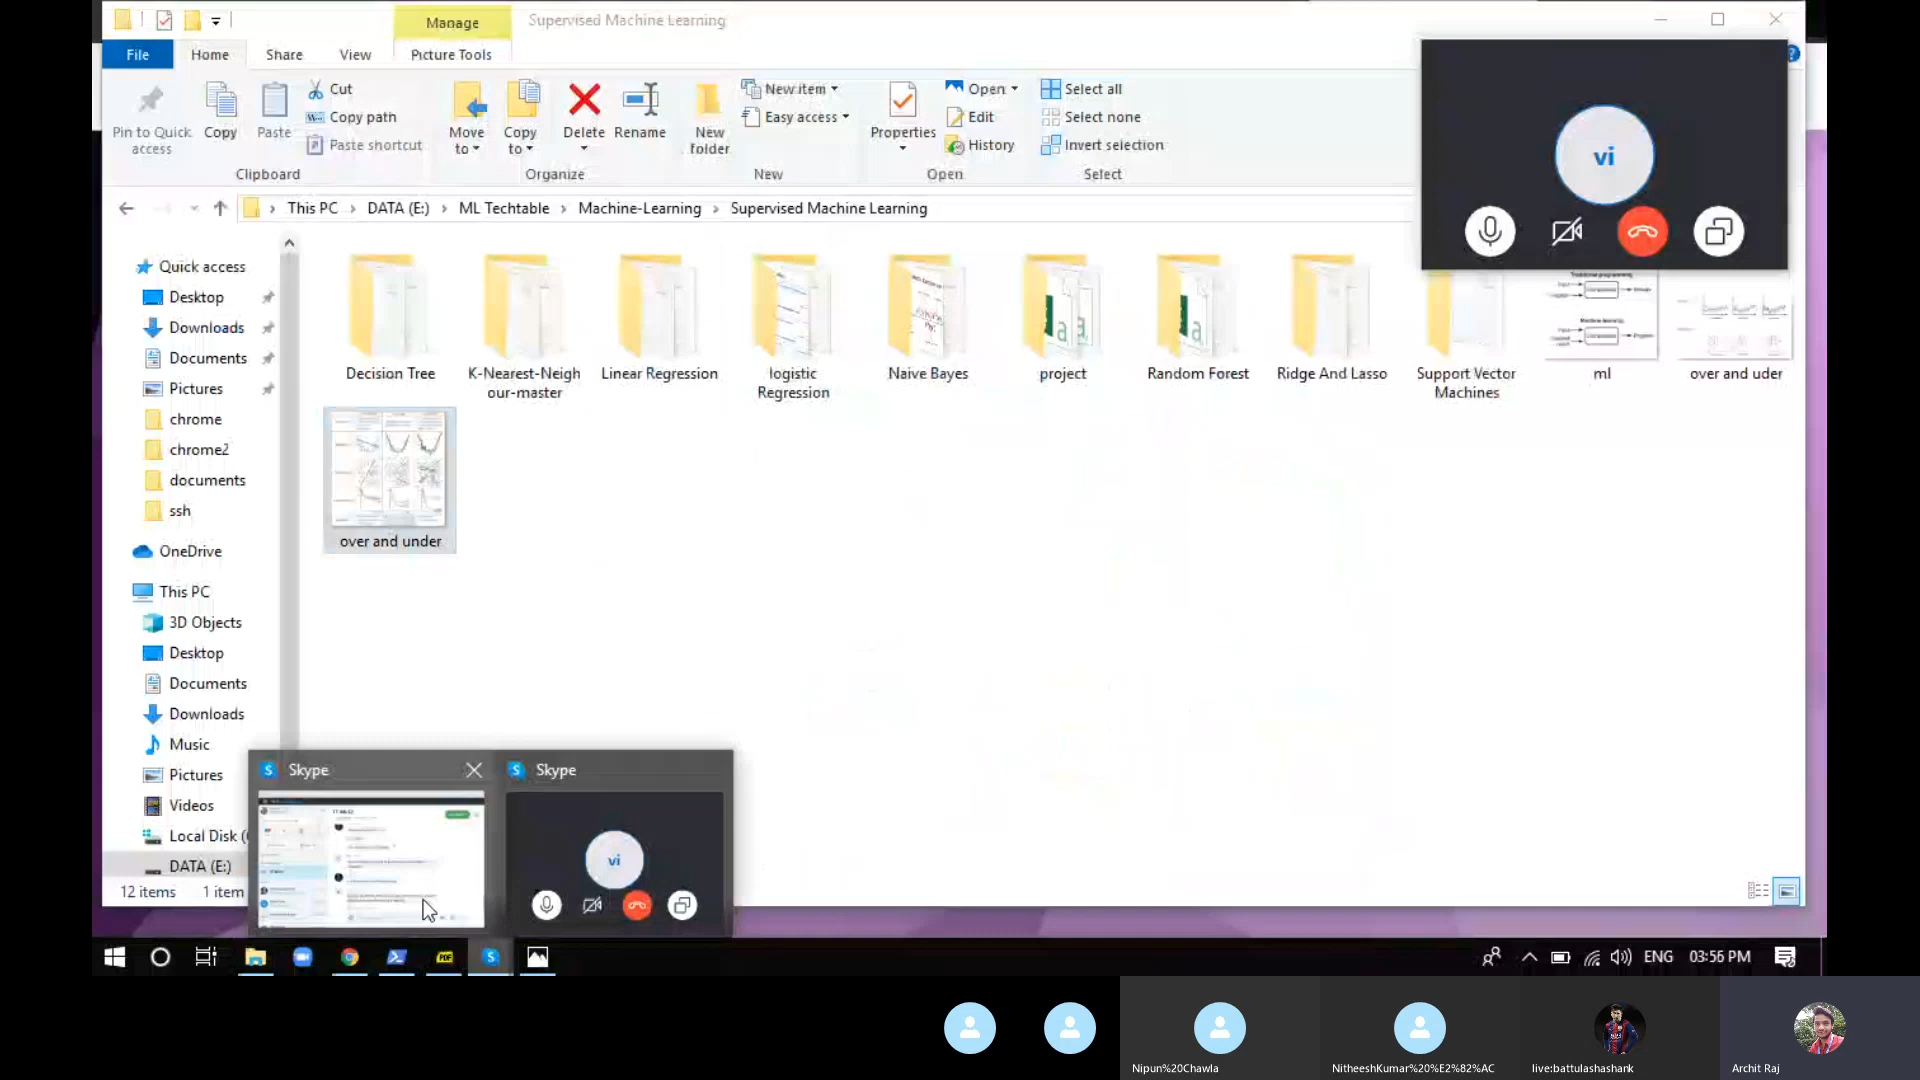 Manage
Supervised Machine Learning
File
Home
Share
View
Picture Tools
Pin to Quick access
Copy
Paste
Cut
Copy path
Paste shortcut
Move to
Copy to
Delete
Rename
New folder
New item
Easy access
Properties
Open
Edit
History
Select all
Select none
Invert selection
Clipboard
Organize
New
Open
Select
vi
This PC
DATA (E:)
ML Techtable
Machine-Learning
Supervised Machine Learning
Quick access
Desktop
Downloads
Documents
Pictures
chrome
chrome2
documents
ssh
OneDrive
This PC
3D Objects
Desktop
Documents
Downloads
Music
Pictures
Videos
Local Disk (
DATA (E:)
Decision Tree
K-Nearest-Neigh
our-master
Linear Regression
logistic
Regression
Naive Bayes
project
Random Forest
Ridge And Lasso
Support Vector
Machines
ml
over and uder
over and under
12 items
1 item
Skype
Skype
vi
ENG
03:56 PM
Nipun%20Chawla
NitheeshKumar%20%E2%82%AC
live:battulashashank
Archit Raj